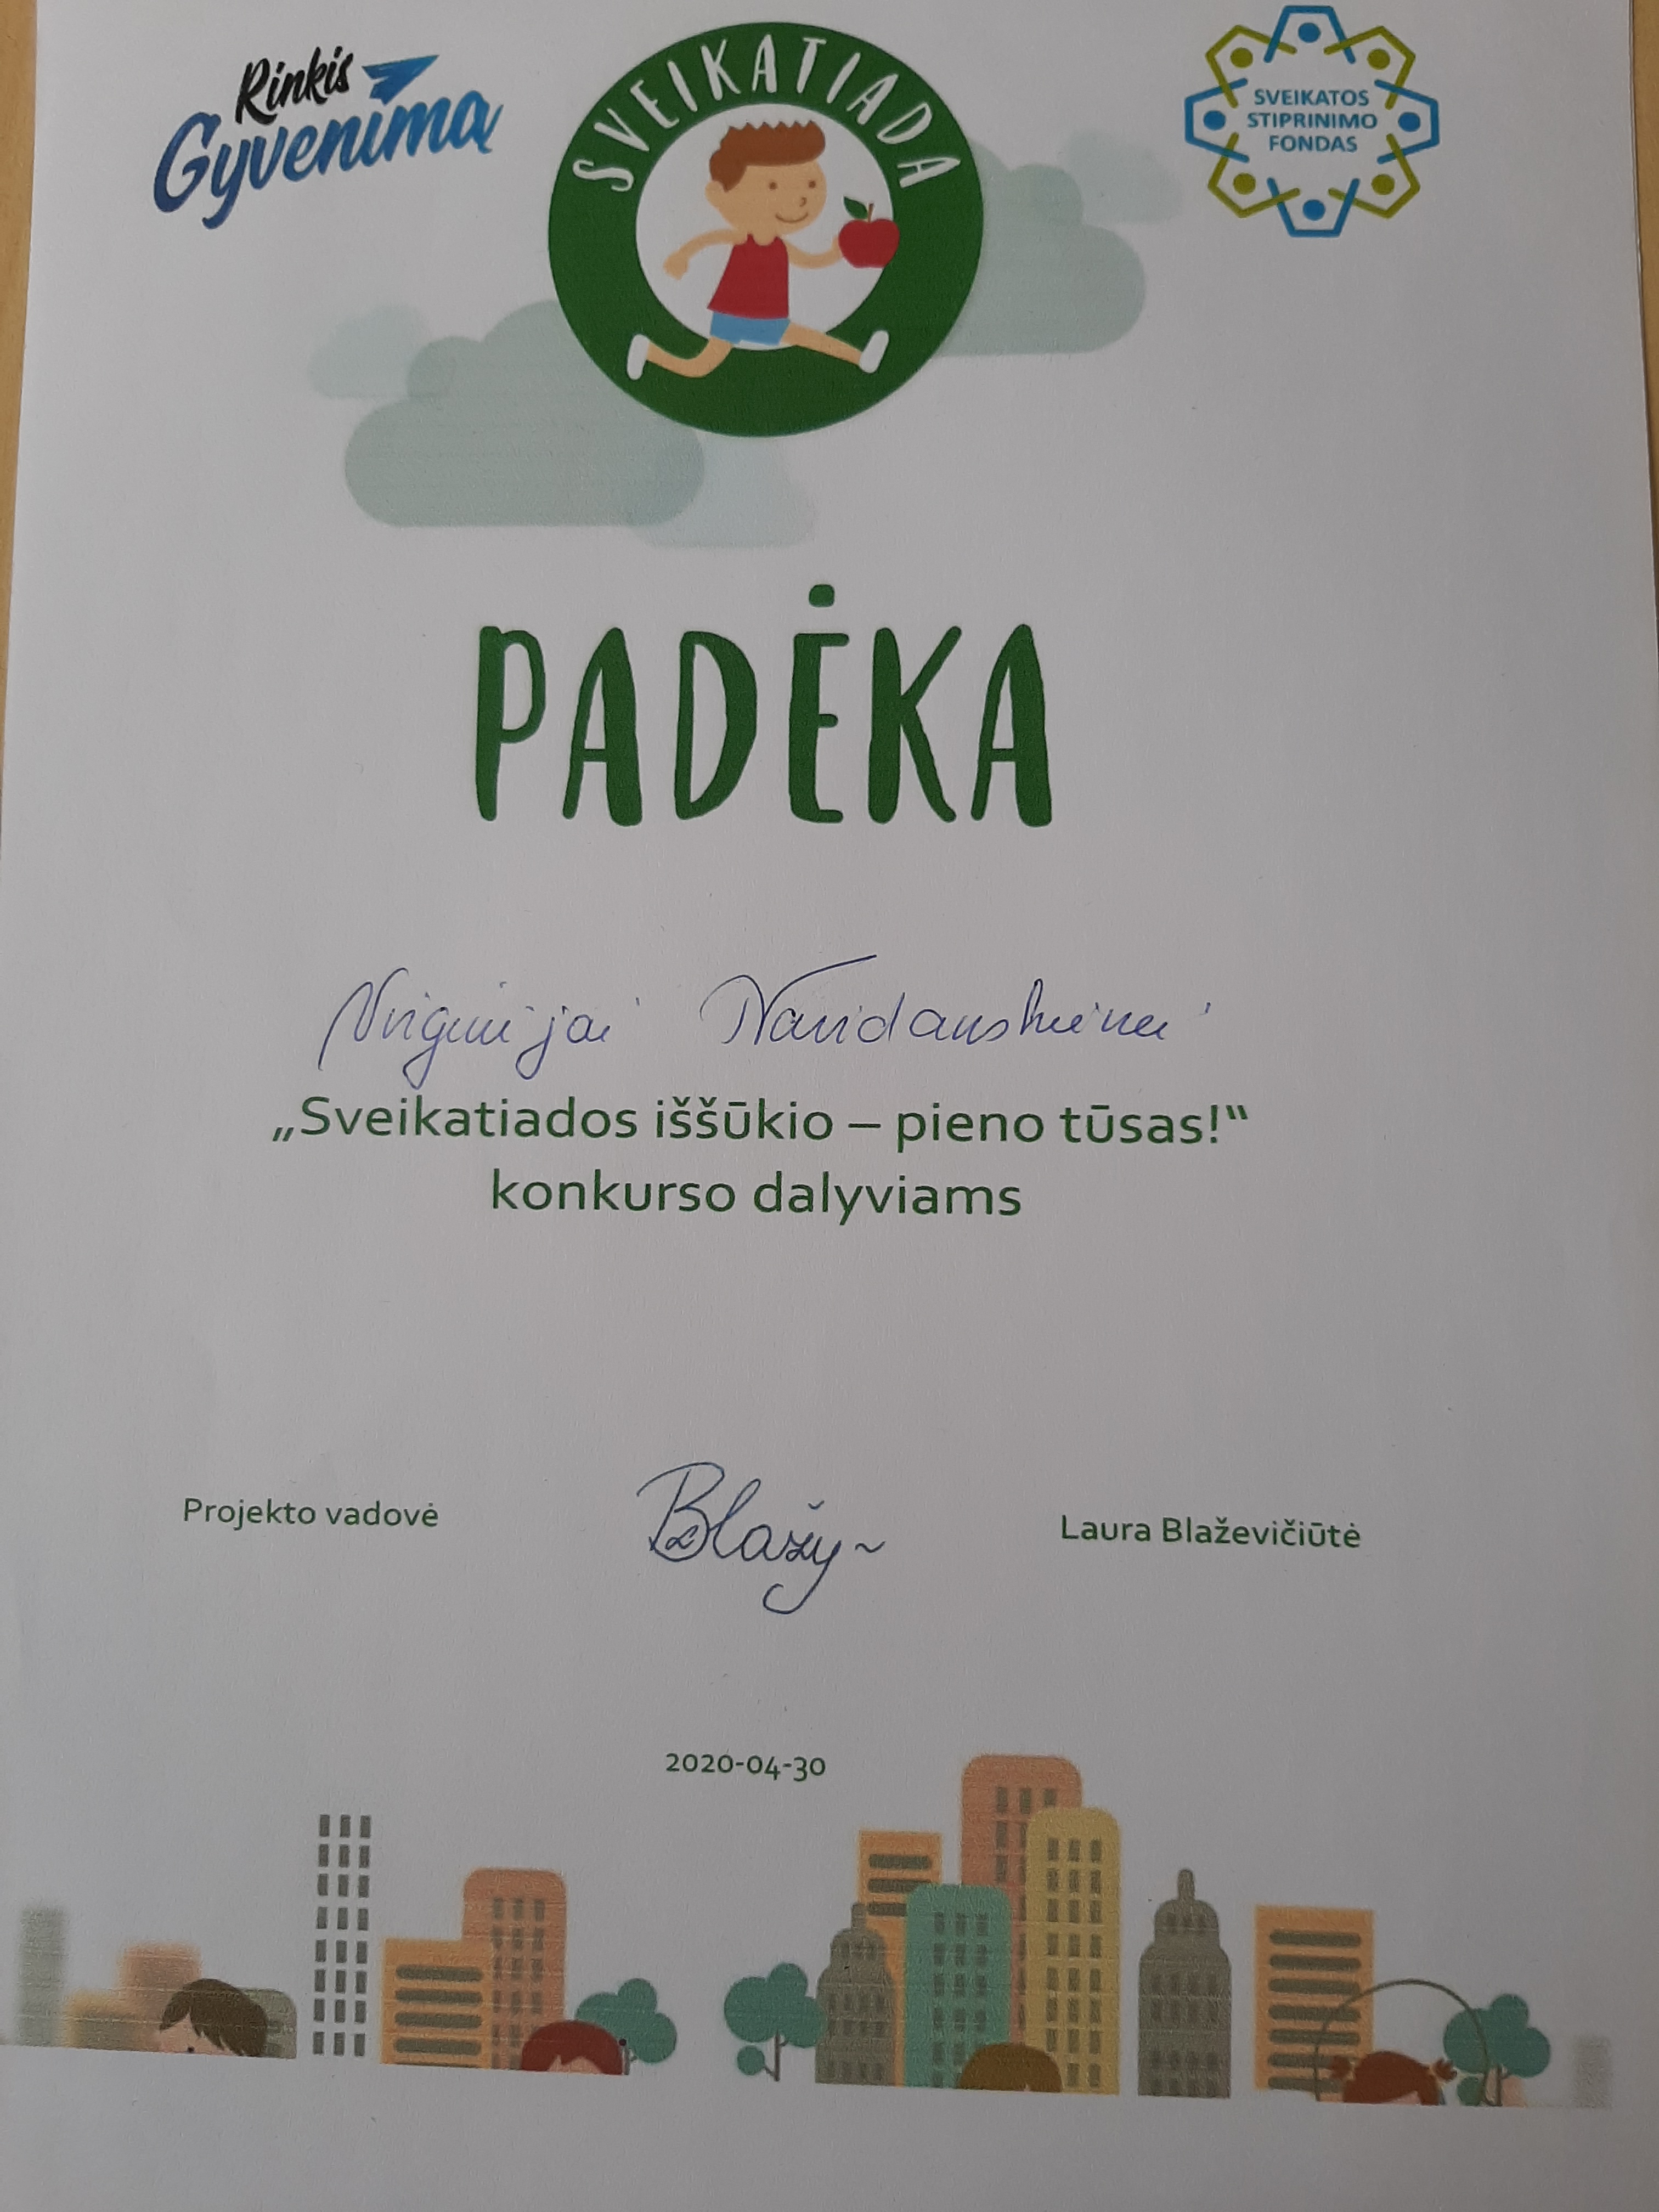 Rinkis
Gyvenimą
SVEIKATIADA
SVEIKATOS
STIPRINIMO
FONDAS
PADĖKA
Virginijai
„Sveikatiados iššūkio – pieno tūsas!“
konkurso dalyviams
Projekto vadovė
Laura Blaževičiūtė
2020-04-30